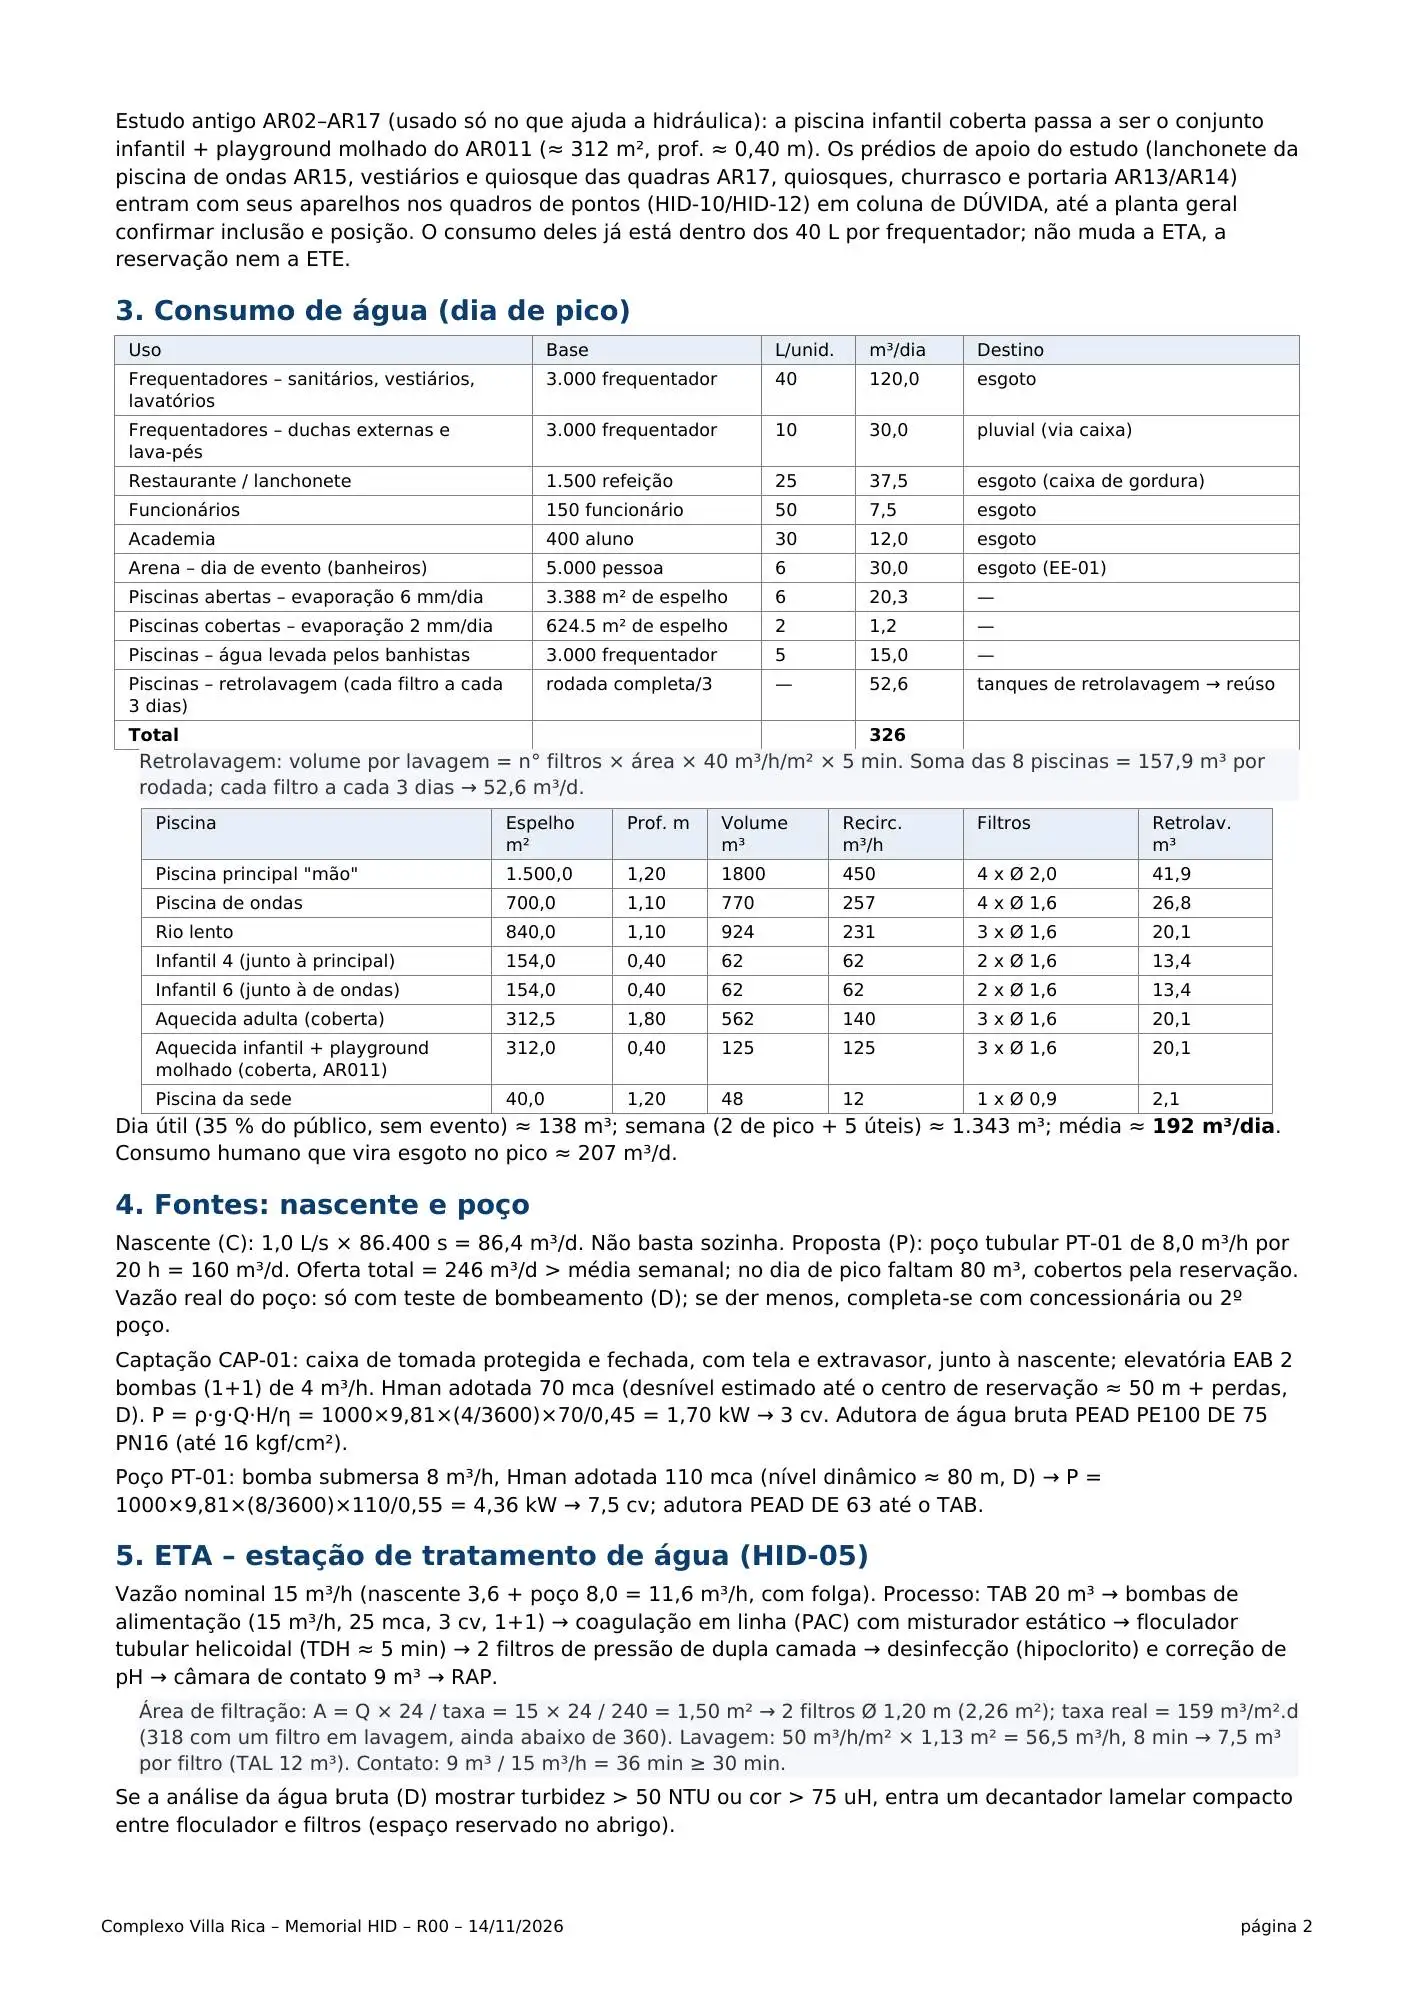 Estudo antigo AR02–AR17 (usado só no que ajuda a hidráulica): a piscina infantil coberta passa a ser o conjunto
infantil + playground molhado do AR011 (≈ 312 m², prof. ≈ 0,40 m). Os prédios de apoio do estudo (lanchonete da
piscina de ondas AR15, vestiários e quiosque das quadras AR17, quiosques, churrasco e portaria AR13/AR14)
entram com seus aparelhos nos quadros de pontos (HID-10/HID-12) em coluna de DÚVIDA, até a planta geral
confirmar inclusão e posição. O consumo deles já está dentro dos 40 L por frequentador; não muda a ETA, a
reservação nem a ETE.
3. Consumo de água (dia de pico)
Uso Base L/unid. m³/dia Destino
Frequentadores – sanitários, vestiários, 3.000 frequentador 40 120,0 esgoto
lavatórios
Frequentadores – duchas externas e 3.000 frequentador 10 30,0 pluvial (via caixa)
lava-pés
Restaurante / lanchonete 1.500 refeição 25 37,5 esgoto (caixa de gordura)
Funcionários 150 funcionário 50 7,5 esgoto
Academia 400 aluno 30 12,0 esgoto
Arena – dia de evento (banheiros) 5.000 pessoa 6 30,0 esgoto (EE-01)
Piscinas abertas – evaporação 6 mm/dia 3.388 m² de espelho 6 20,3 —
Piscinas cobertas – evaporação 2 mm/dia 624.5 m² de espelho 2 1,2 —
Piscinas – água levada pelos banhistas 3.000 frequentador 5 15,0 —
Piscinas – retrolavagem (cada filtro a cada rodada completa/3 — 52,6 tanques de retrolavagem → reúso
3 dias)
Total 326
Retrolavagem: volume por lavagem = n° filtros × área × 40 m³/h/m² × 5 min. Soma das 8 piscinas = 157,9 m³ por
rodada; cada filtro a cada 3 dias → 52,6 m³/d.
Piscina Espelho Prof. m Volume Recirc. Filtros Retrolav.
m² m³ m³/h m³
Piscina principal "mão" 1.500,0 1,20 1800 450 4 x Ø 2,0 41,9
Piscina de ondas 700,0 1,10 770 257 4 x Ø 1,6 26,8
Rio lento 840,0 1,10 924 231 3 x Ø 1,6 20,1
Infantil 4 (junto à principal) 154,0 0,40 62 62 2 x Ø 1,6 13,4
Infantil 6 (junto à de ondas) 154,0 0,40 62 62 2 x Ø 1,6 13,4
Aquecida adulta (coberta) 312,5 1,80 562 140 3 x Ø 1,6 20,1
Aquecida infantil + playground 312,0 0,40 125 125 3 x Ø 1,6 20,1
molhado (coberta, AR011)
Piscina da sede 40,0 1,20 48 12 1 x Ø 0,9 2,1
Dia útil (35 % do público, sem evento) ≈ 138 m³; semana (2 de pico + 5 úteis) ≈ 1.343 m³; média ≈ 192 m³/dia.
Consumo humano que vira esgoto no pico ≈ 207 m³/d.
4. Fontes: nascente e poço
Nascente (C): 1,0 L/s × 86.400 s = 86,4 m³/d. Não basta sozinha. Proposta (P): poço tubular PT-01 de 8,0 m³/h por
20 h = 160 m³/d. Oferta total = 246 m³/d > média semanal; no dia de pico faltam 80 m³, cobertos pela reservação.
Vazão real do poço: só com teste de bombeamento (D); se der menos, completa-se com concessionária ou 2º
poço.
Captação CAP-01: caixa de tomada protegida e fechada, com tela e extravasor, junto à nascente; elevatória EAB 2
bombas (1+1) de 4 m³/h. Hman adotada 70 mca (desnível estimado até o centro de reservação ≈ 50 m + perdas,
D). P = ρ·g·Q·H/η = 1000×9,81×(4/3600)×70/0,45 = 1,70 kW → 3 cv. Adutora de água bruta PEAD PE100 DE 75
PN16 (até 16 kgf/cm²).
Poço PT-01: bomba submersa 8 m³/h, Hman adotada 110 mca (nível dinâmico ≈ 80 m, D) → P =
1000×9,81×(8/3600)×110/0,55 = 4,36 kW → 7,5 cv; adutora PEAD DE 63 até o TAB.
5. ETA – estação de tratamento de água (HID-05)
Vazão nominal 15 m³/h (nascente 3,6 + poço 8,0 = 11,6 m³/h, com folga). Processo: TAB 20 m³ → bombas de
alimentação (15 m³/h, 25 mca, 3 cv, 1+1) → coagulação em linha (PAC) com misturador estático → floculador
tubular helicoidal (TDH ≈ 5 min) → 2 filtros de pressão de dupla camada → desinfecção (hipoclorito) e correção de
pH → câmara de contato 9 m³ → RAP.
Área de filtração: A = Q × 24 / taxa = 15 × 24 / 240 = 1,50 m² → 2 filtros Ø 1,20 m (2,26 m²); taxa real = 159 m³/m².d
(318 com um filtro em lavagem, ainda abaixo de 360). Lavagem: 50 m³/h/m² × 1,13 m² = 56,5 m³/h, 8 min → 7,5 m³
por filtro (TAL 12 m³). Contato: 9 m³ / 15 m³/h = 36 min ≥ 30 min.
Se a análise da água bruta (D) mostrar turbidez > 50 NTU ou cor > 75 uH, entra um decantador lamelar compacto
entre floculador e filtros (espaço reservado no abrigo).
Complexo Villa Rica – Memorial HID – R00 – 14/11/2026 página 2